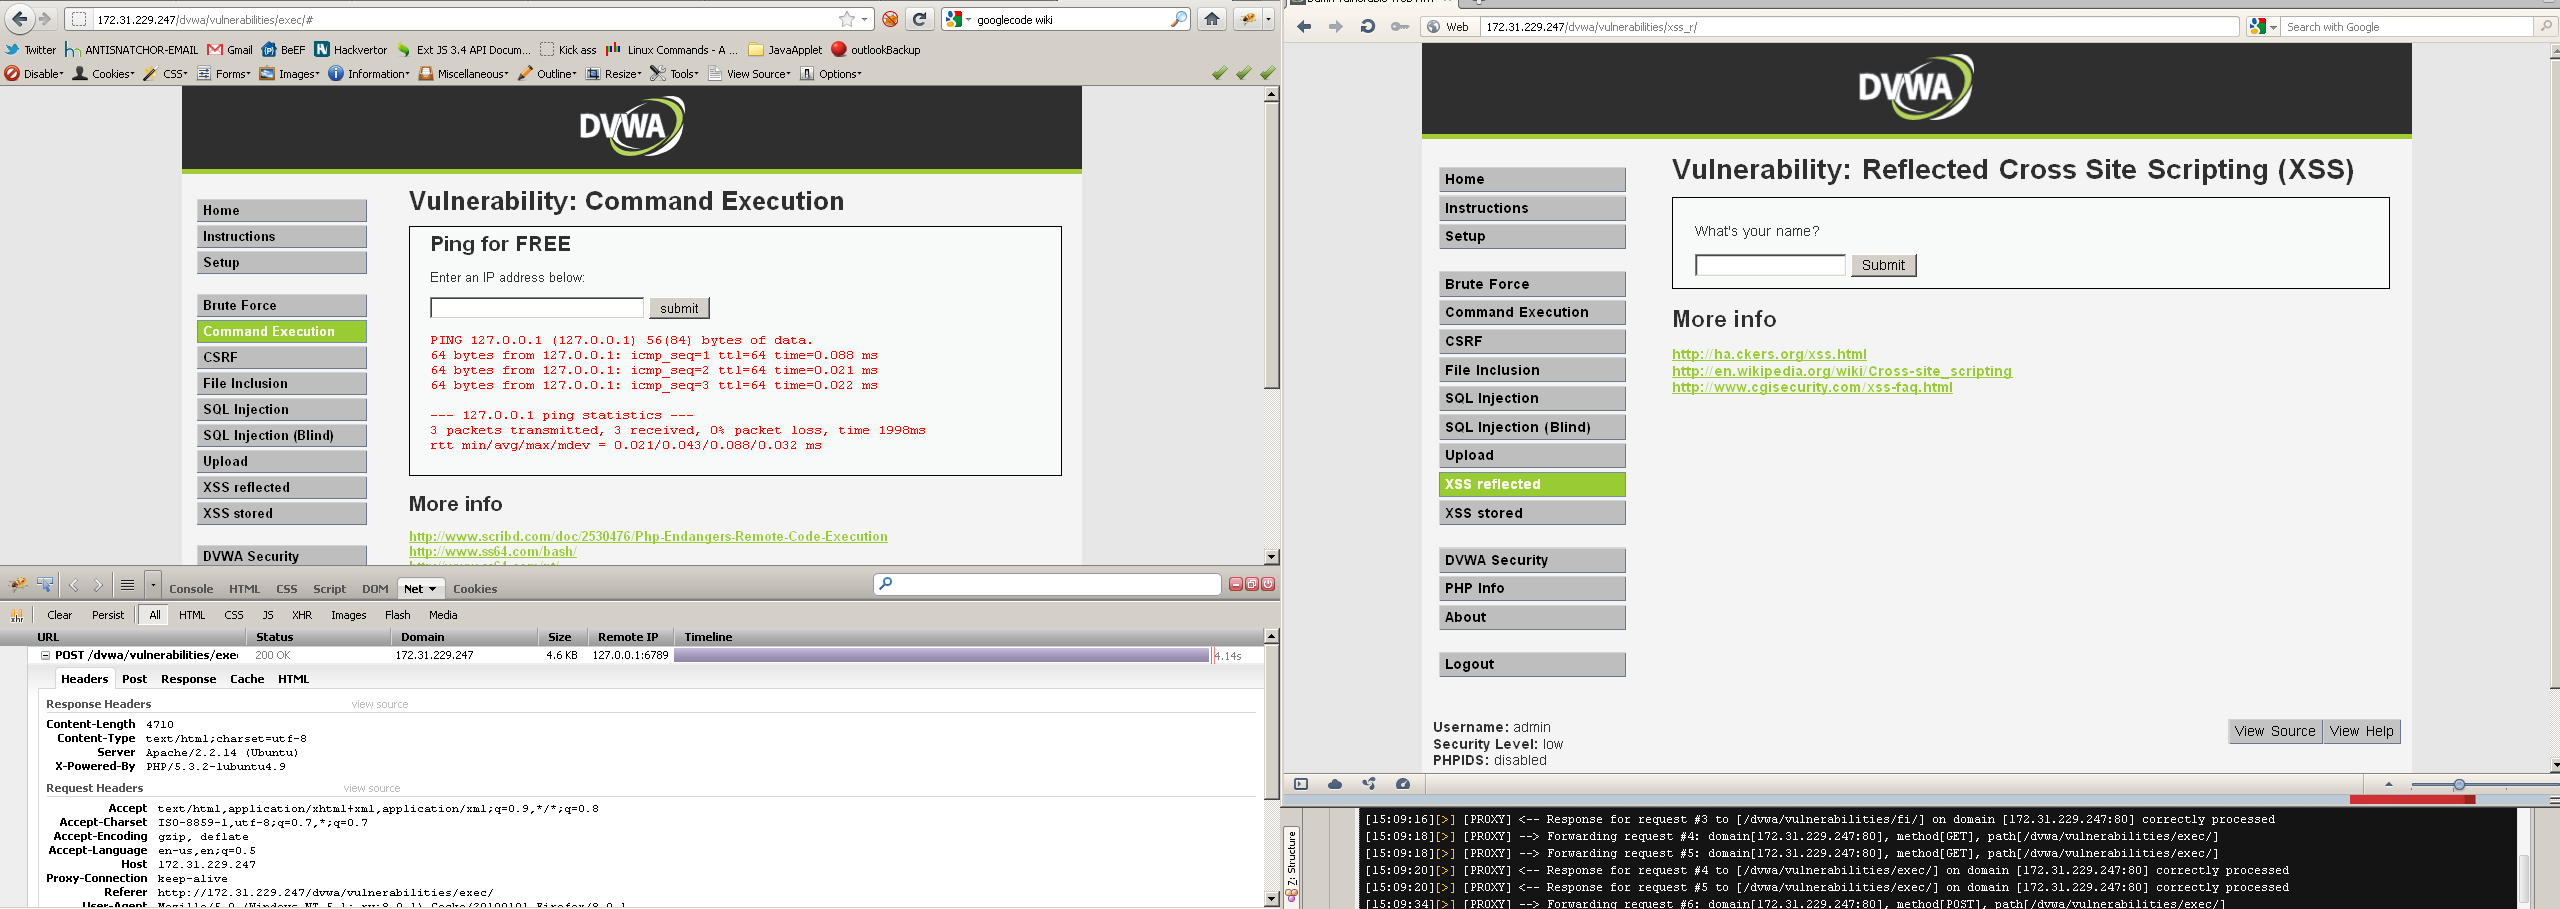 172.31.229.247/dvwa/vulnerabilities/exec/#
googlecode wiki
Twitter ANTISNATCHOR-EMAIL Gmail BeEF Hackvertor Ext JS 3.4 API Docum... Kick ass Linux Commands - A ... JavaApplet outlookBackup
Disable Cookies CSS Forms Images Information Miscellaneous Outline Resize Tools View Source Options
DVWA
Home
Instructions
Setup
Brute Force
Command Execution
CSRF
File Inclusion
SQL Injection
SQL Injection (Blind)
Upload
XSS reflected
XSS stored
DVWA Security
Vulnerability: Command Execution
Ping for FREE
Enter an IP address below:
submit
PING 127.0.0.1 (127.0.0.1) 56(84) bytes of data.
64 bytes from 127.0.0.1: icmp_seq=1 ttl=64 time=0.088 ms
64 bytes from 127.0.0.1: icmp_seq=2 ttl=64 time=0.021 ms
64 bytes from 127.0.0.1: icmp_seq=3 ttl=64 time=0.022 ms
--- 127.0.0.1 ping statistics ---
3 packets transmitted, 3 received, 0% packet loss, time 1998ms
rtt min/avg/max/mdev = 0.021/0.043/0.088/0.032 ms
More info
http://www.scribd.com/doc/2530476/Php-Endangers-Remote-Code-Execution
http://www.ss64.com/bash/
Console HTML CSS Script DOM Net Cookies
Clear Persist All HTML CSS JS XHR Images Flash Media
URL Status Domain Size Remote IP Timeline
POST /dvwa/vulnerabilities/exe 200 OK 172.31.229.247 4.6 KB 127.0.0.1:6789 4.14s
Headers Post Response Cache HTML
Response Headers view source
Content-Length 4710
Content-Type text/html;charset=utf-8
Server Apache/2.2.14 (Ubuntu)
X-Powered-By PHP/5.3.2-1ubuntu4.9
Request Headers view source
Accept text/html,application/xhtml+xml,application/xml;q=0.9,*/*;q=0.8
Accept-Charset ISO-8859-1,utf-8;q=0.7,*;q=0.7
Accept-Encoding gzip, deflate
Accept-Language en-us,en;q=0.5
Host 172.31.229.247
Proxy-Connection keep-alive
Referer http://172.31.229.247/dvwa/vulnerabilities/exec/
Web 172.31.229.247/dvwa/vulnerabilities/xss_r/
Search with Google
DVWA
Home
Instructions
Setup
Brute Force
Command Execution
CSRF
File Inclusion
SQL Injection
SQL Injection (Blind)
Upload
XSS reflected
XSS stored
DVWA Security
PHP Info
About
Logout
Vulnerability: Reflected Cross Site Scripting (XSS)
What's your name?
Submit
More info
http://ha.ckers.org/xss.html
http://en.wikipedia.org/wiki/Cross-site_scripting
http://www.cgisecurity.com/xss-faq.html
Username: admin
Security Level: low
PHPIDS: disabled
View Source View Help
7: Structure
[15:09:16][>] [PROXY] <-- Response for request #3 to [/dvwa/vulnerabilities/fi/] on domain [172.31.229.247:80] correctly processed
[15:09:18][>] [PROXY] --> Forwarding request #4: domain[172.31.229.247:80], method[GET], path[/dvwa/vulnerabilities/exec/]
[15:09:18][>] [PROXY] --> Forwarding request #5: domain[172.31.229.247:80], method[GET], path[/dvwa/vulnerabilities/exec/]
[15:09:20][>] [PROXY] <-- Response for request #4 to [/dvwa/vulnerabilities/exec/] on domain [172.31.229.247:80] correctly processed
[15:09:20][>] [PROXY] <-- Response for request #5 to [/dvwa/vulnerabilities/exec/] on domain [172.31.229.247:80] correctly processed
[15:09:34][>] [PROXY] --> Forwarding request #6: domain[172.31.229.247:80], method[POST], path[/dvwa/vulnerabilities/exec/]